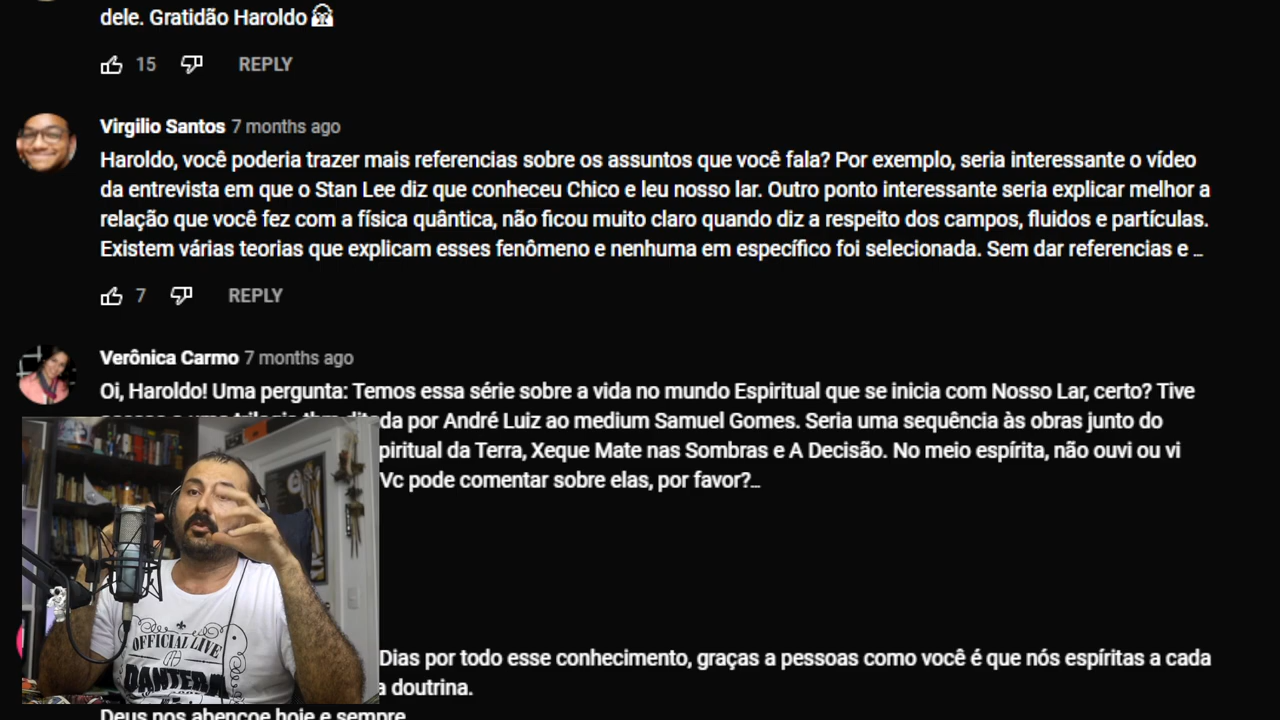 dele. Gratidão Haroldo
15 REPLY
Virgilio Santos 7 months ago
Haroldo, você poderia trazer mais referencias sobre os assuntos que você fala? Por exemplo, seria interessante o vídeo
da entrevista em que o Stan Lee diz que conheceu Chico e leu nosso lar. Outro ponto interessante seria explicar melhor a
relação que você fez com a física quântica, não ficou muito claro quando diz a respeito dos campos, fluidos e partículas.
Existem várias teorias que explicam esses fenômeno e nenhuma em específico foi selecionada. Sem dar referencias e ...
7 REPLY
Verônica Carmo 7 months ago
Oi, Haroldo! Uma pergunta: Temos essa série sobre a vida no mundo Espiritual que se inicia com Nosso Lar, certo? Tive
da por André Luiz ao medium Samuel Gomes. Seria uma sequência às obras junto do
piritual da Terra, Xeque Mate nas Sombras e A Decisão. No meio espírita, não ouvi ou vi
Vc pode comentar sobre elas, por favor?...
OFFICIAL LIVE
PANTERA
Dias por todo esse conhecimento, graças a pessoas como você é que nós espíritas a cada
a doutrina.
Deus nos abençoe hoje e sempre